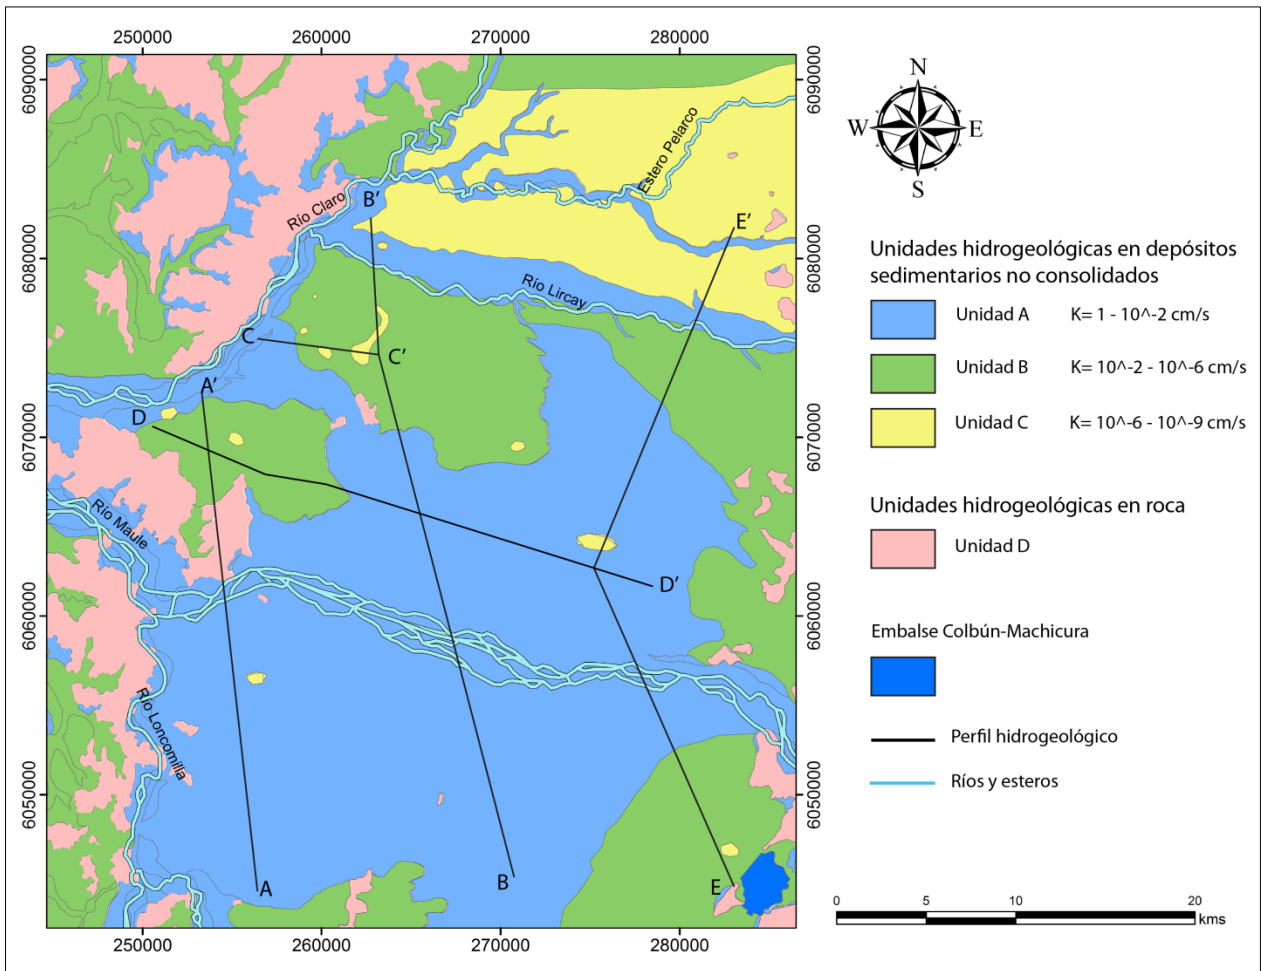 250000
260000
270000
280000
6090000
6080000
6070000
6060000
6050000
6090000
6080000
6070000
6060000
6050000
250000
260000
270000
280000
Estero Pelarco
Río Claro
B'
E'
Río Lircay
C
C'
A'
D
Río Maule
D'
Río Loncomilla
A
B
E
N
W
E
S
Unidades hidrogeológicas en depósitos
sedimentarios no consolidados
Unidad A K= 1 - 10^-2 cm/s
Unidad B K= 10^-2 - 10^-6 cm/s
Unidad C K= 10^-6 - 10^-9 cm/s
Unidades hidrogeológicas en roca
Unidad D
Embalse Colbún-Machicura
Perfil hidrogeológico
Ríos y esteros
0 5 10 20
kms